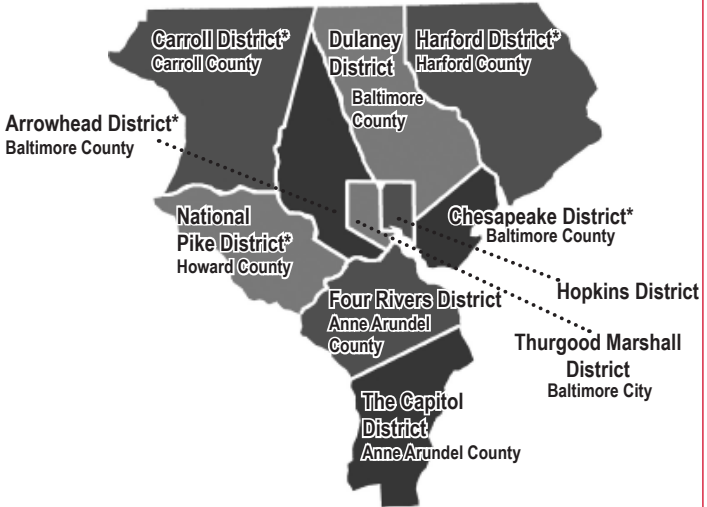 Carroll District*
Carroll County
Dulaney
District
Baltimore
County
Harford District*
Harford County
Arrowhead District*
Baltimore County
National
Pike District*
Howard County
Chesapeake District*
Baltimore County
Hopkins District
Four Rivers District
Anne Arundel
County
Thurgood Marshall
District
Baltimore City
The Capitol
District
Anne Arundel County